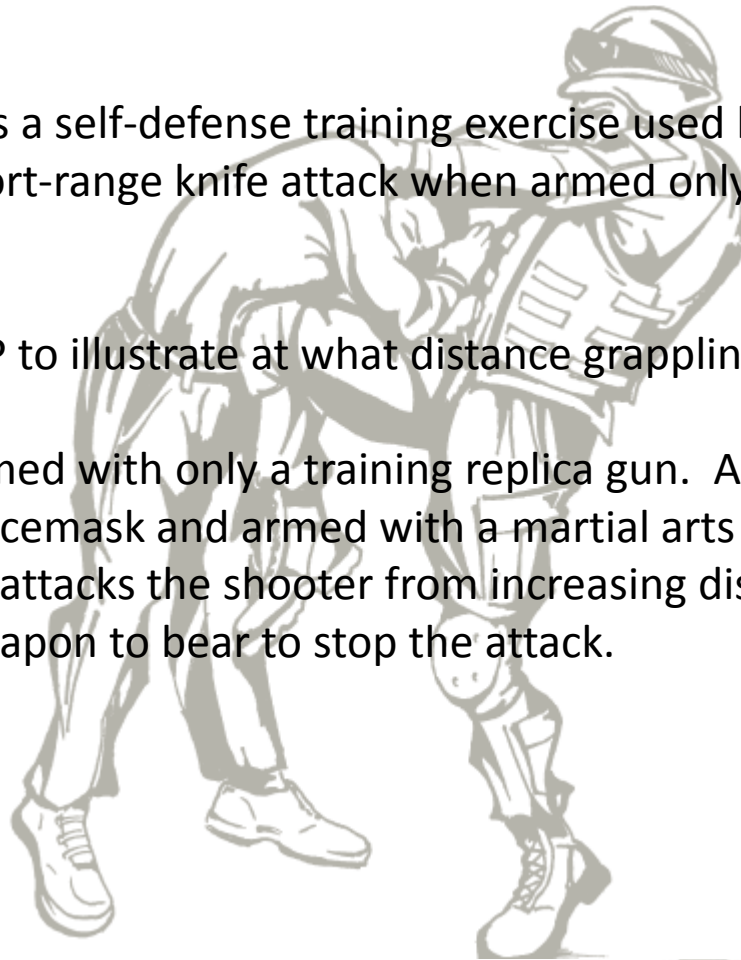 s a self-defense training exercise used
ort-range knife attack when armed only
to illustrate at what distance grapplin
med with only a training replica gun. A
cemask and armed with a martial arts
attacks the shooter from increasing dis
apon to bear to stop the attack.